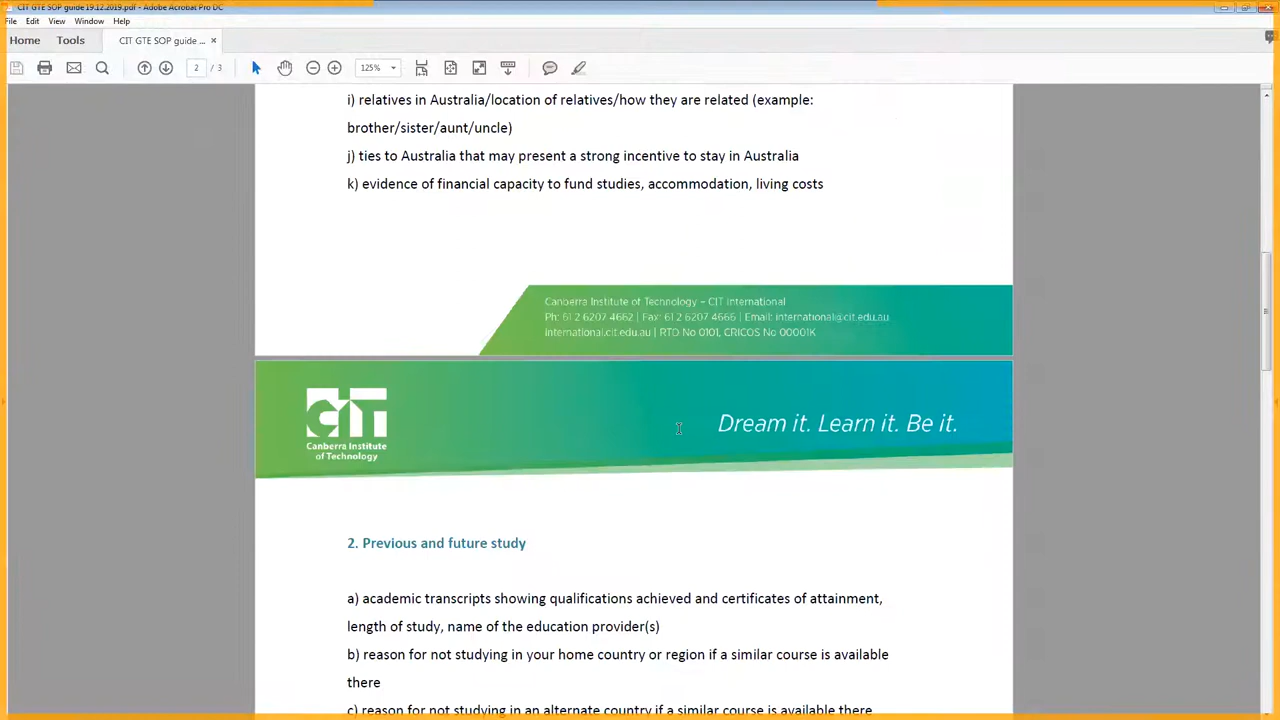 CIT GTE SOP guide 19.12.2019.pdf - Adobe Acrobat Pro DC
File Edit View Window Help
Home Tools CIT GTE SOP guide ... ×
2 / 3 125%
i) relatives in Australia/location of relatives/how they are related (example:
brother/sister/aunt/uncle)
j) ties to Australia that may present a strong incentive to stay in Australia
k) evidence of financial capacity to fund studies, accommodation, living costs
Canberra Institute of Technology – CIT International
Ph: 61 2 6207 4662 | Fax: 61 2 6207 4666 | Email: international@cit.edu.au
international.cit.edu.au | RTO No 0101, CRICOS No 00001K
CIT
Canberra Institute
of Technology
Dream it. Learn it. Be it.
2. Previous and future study
a) academic transcripts showing qualifications achieved and certificates of attainment,
length of study, name of the education provider(s)
b) reason for not studying in your home country or region if a similar course is available
there
c) reason for not studying in an alternate country if a similar course is available there